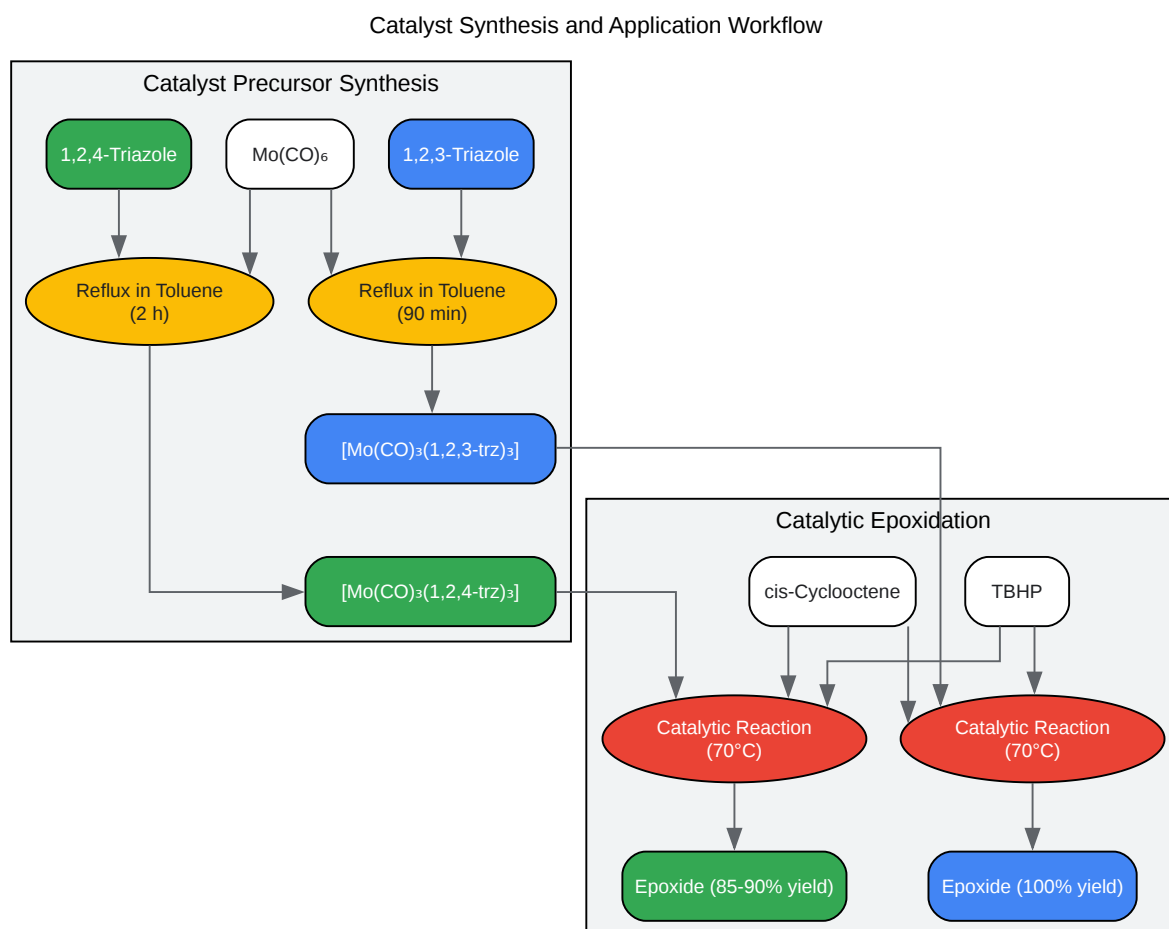 Catalyst Synthesis and Application Workflow
Catalyst Precursor Synthesis
1,2,4-Triazole
Mo(CO)₆
1,2,3-Triazole
Reflux in Toluene
(2 h)
Reflux in Toluene
(90 min)
[Mo(CO)₃(1,2,3-trz)₃]
[Mo(CO)₃(1,2,4-trz)₃]
Catalytic Epoxidation
cis-Cyclooctene
TBHP
Catalytic Reaction
(70°C)
Catalytic Reaction
(70°C)
Epoxide (85-90% yield)
Epoxide (100% yield)